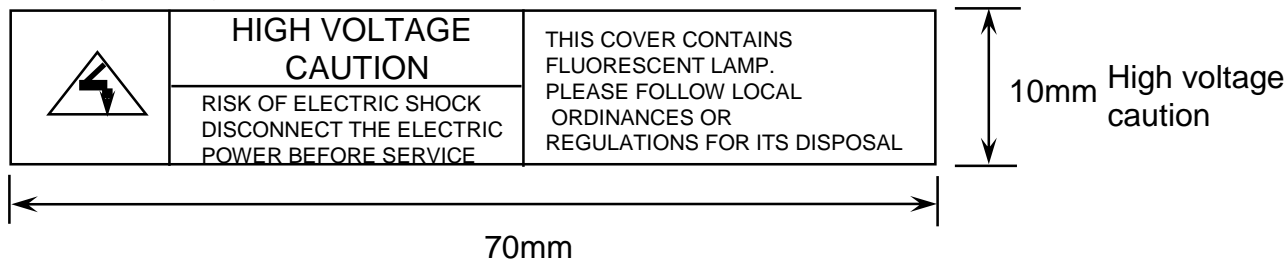 HIGH VOLTAGE
CAUTION
RISK OF ELECTRIC SHOCK
DISCONNECT THE ELECTRIC
POWER BEFORE SERVICE
THIS COVER CONTAINS
FLUORESCENT LAMP.
PLEASE FOLLOW LOCAL
ORDINANCES OR
REGULATIONS FOR ITS DISPOSAL
10mm
High voltage
caution
70mm